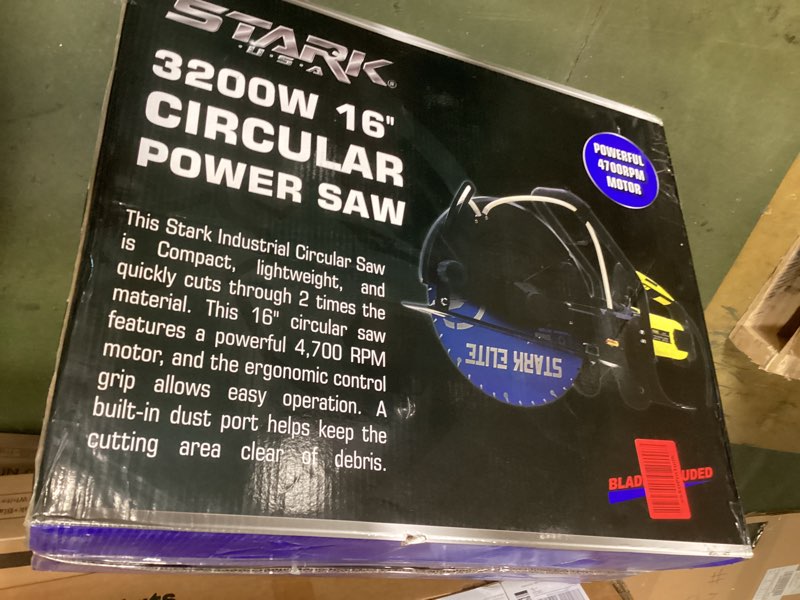 STARK
U·S·A
®
3200W 16"
CIRCULAR
POWER SAW
This Stark Industrial Circular Saw
is Compact, lightweight, and
quickly cuts through 2 times the
material. This 16" circular saw
features a powerful 4,700 RPM
motor, and the ergonomic control
grip allows easy operation. A
built-in dust port helps keep the
cutting area clear of debris.
POWERFUL
4700RPM
MOTOR
STARK ELITE